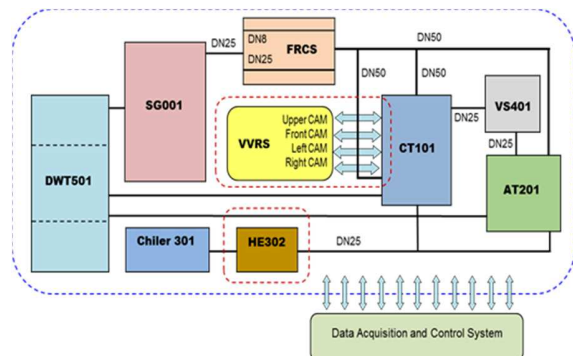 DN25
DN8
DN25
FRCS
DN50
DN50
DN50
SG001
VVRS
Upper CAM
Front CAM
Left CAM
Right CAM
CT101
DN25
VS401
DN25
DWT501
AT201
Chiler 301
HE302
DN25
Data Acquisition and Control System